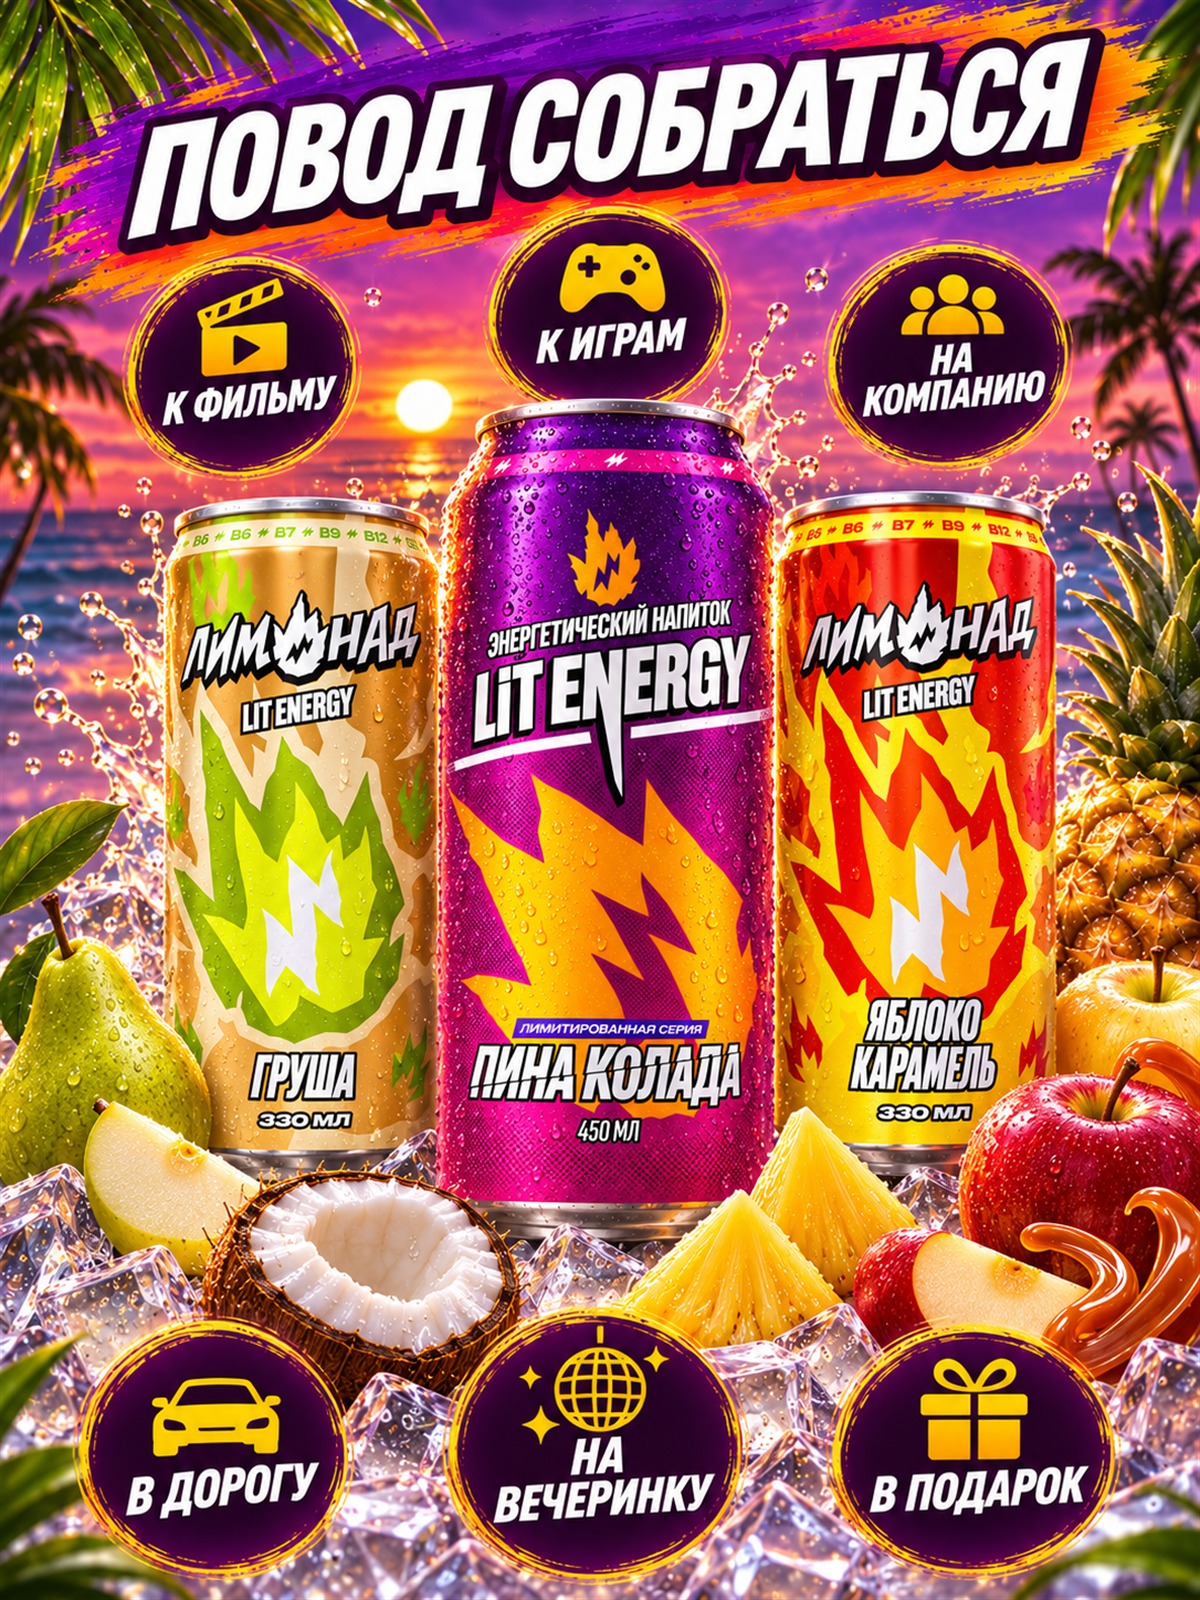 ПОВОД СОБРАТЬСЯ
К ФИЛЬМУ
К ИГРАМ
НА
КОМПАНИЮ
B6 B6 B7 B9 B12
ЛИМОНАД
LIT ENERGY
ГРУША
330 МЛ
ЭНЕРГЕТИЧЕСКИЙ НАПИТОК
LIT ENERGY
ЛИМИТИРОВАННАЯ СЕРИЯ
ПИНА КОЛАДА
450 МЛ
B6 B6 B7 B9 B12
ЛИМОНАД
LIT ENERGY
ЯБЛОКО
КАРАМЕЛЬ
330 МЛ
В ДОРОГУ
НА
ВЕЧЕРИНКУ
В ПОДАРОК